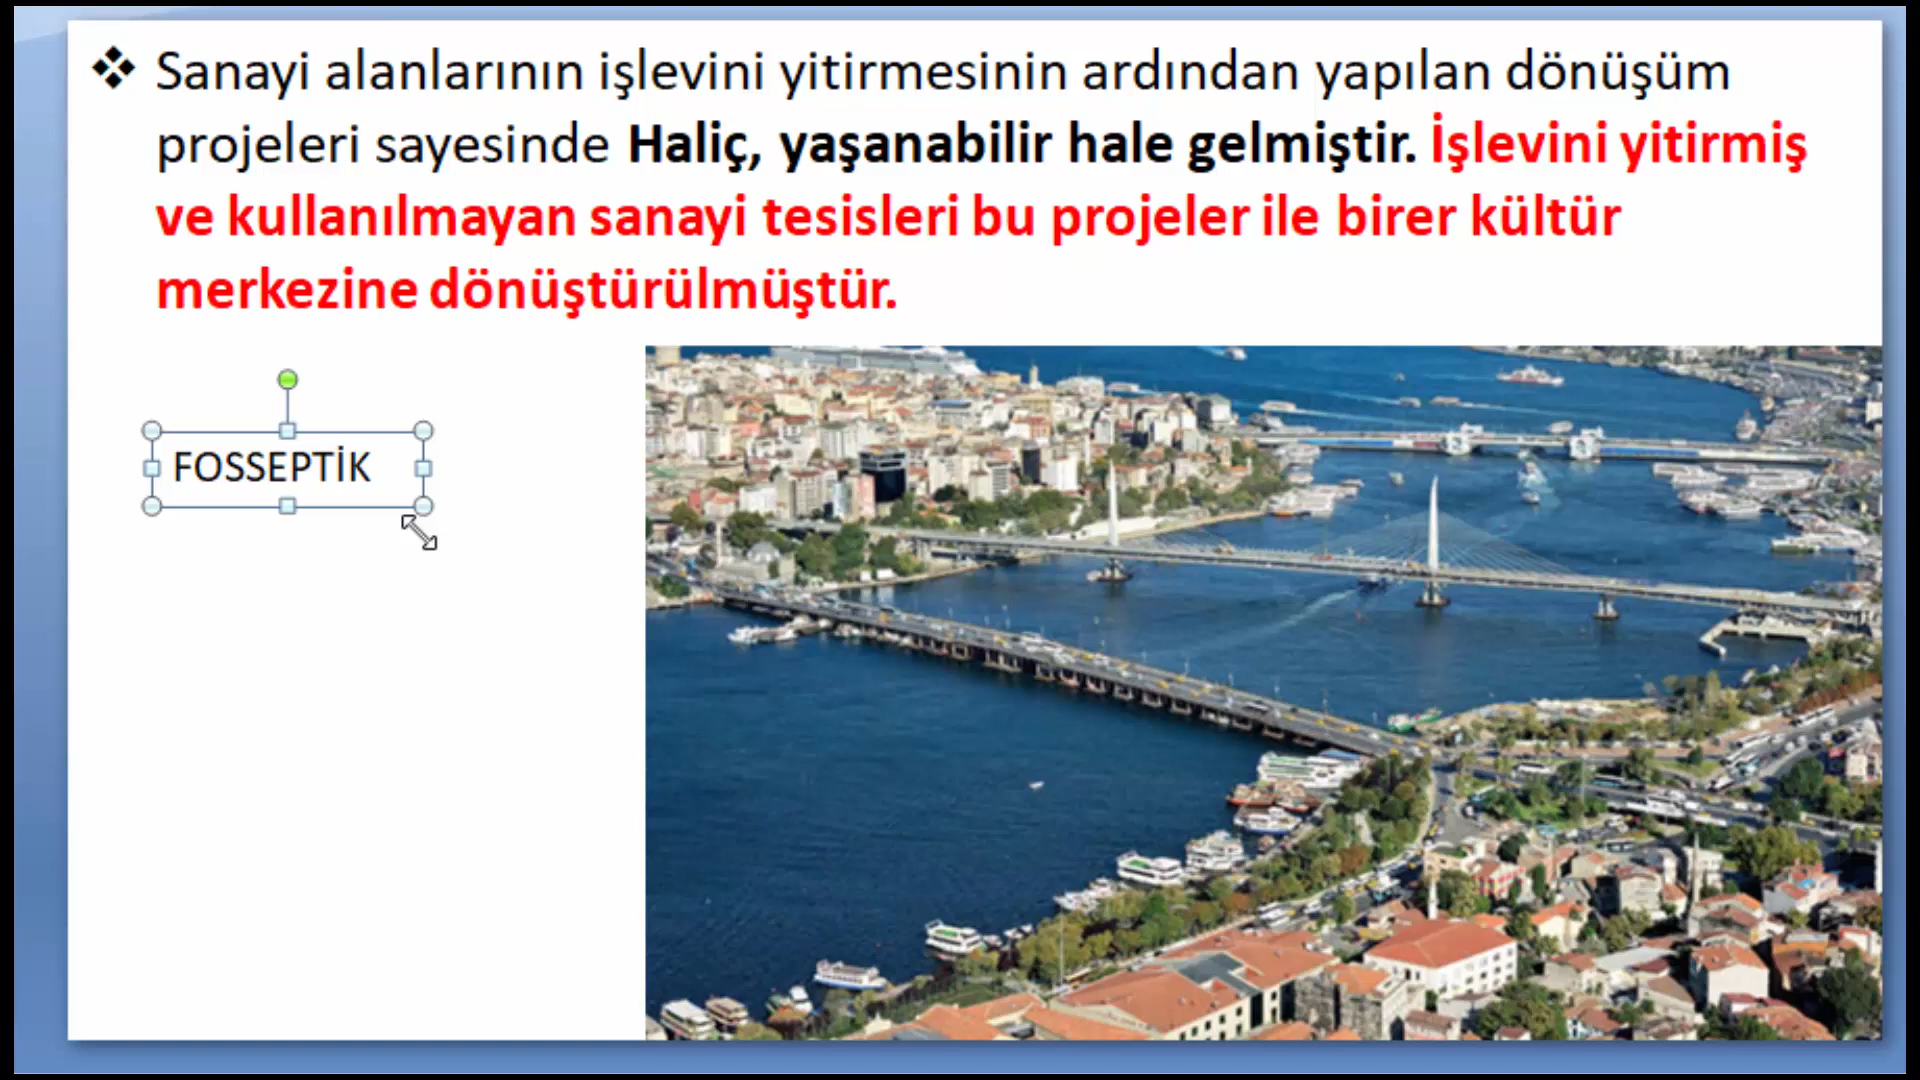 Sanayi alanlarının işlevini yitirmesinin ardından yapılan dönüşüm
projeleri sayesinde Haliç, yaşanabilir hale gelmiştir. İşlevini yitirmiş
ve kullanılmayan sanayi tesisleri bu projeler ile birer kültür
merkezine dönüştürülmüştür.
FOSSEPTİK